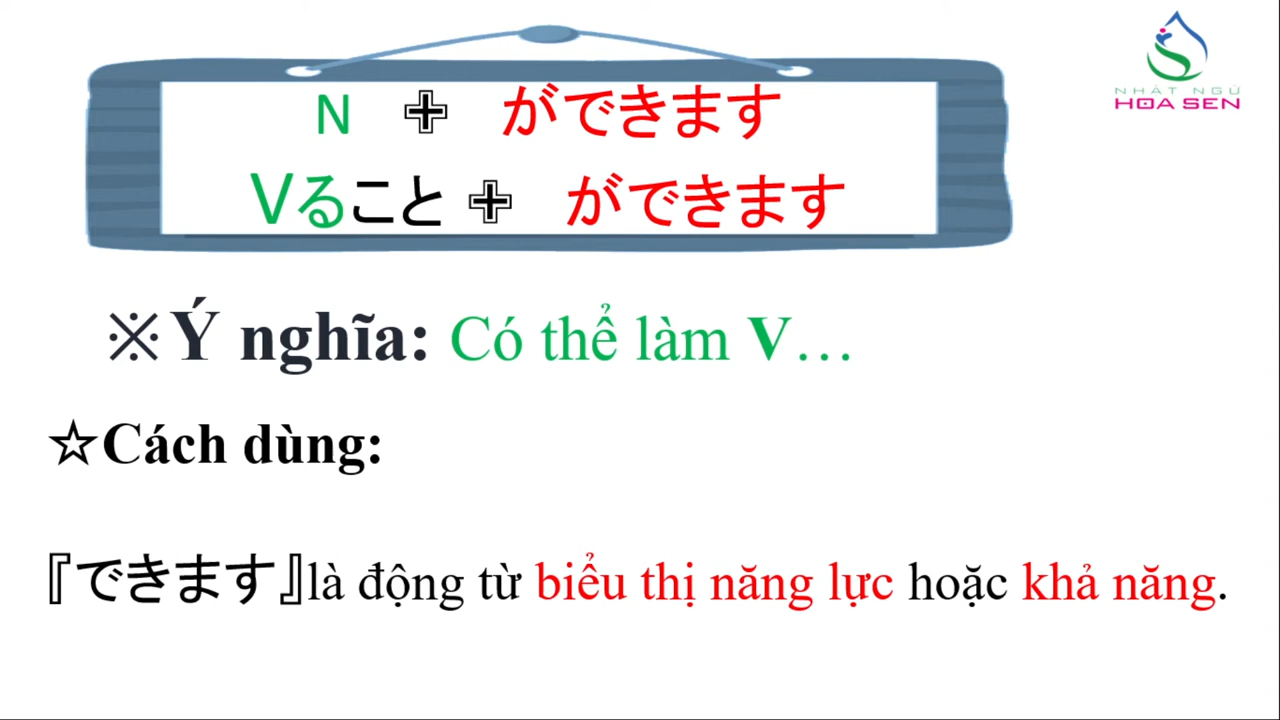 N ✙ ができます
Vること ✙ ができます
NHẬT NGỮ
HOA SEN
※Ý nghĩa: Có thể làm V…
☆Cách dùng:
『できます』là động từ biểu thị năng lực hoặc khả năng.